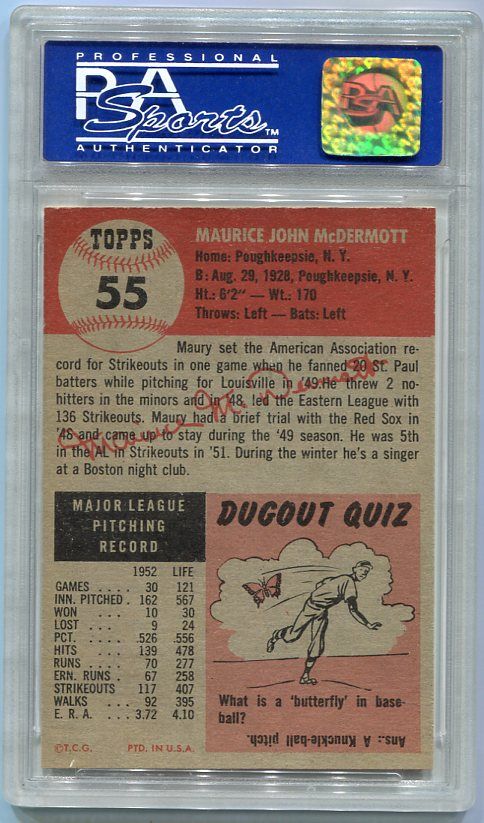 PROFESSIONAL
PSA
Sports™
AUTHENTICATOR
PSA
TOPPS
55
MAURICE JOHN McDERMOTT
Home: Poughkeepsie, N. Y.
B: Aug. 29, 1928, Poughkeepsie, N. Y.
Ht.: 6'2" — Wt.: 170
Throws: Left — Bats: Left
Maury set the American Association re-
cord for Strikeouts in one game when he fanned 20 St. Paul
batters while pitching for Louisville in '49.He threw 2 no-
hitters in the minors and in '48, led the Eastern League with
136 Strikeouts. Maury had a brief trial with the Red Sox in
'48 and came up to stay during the '49 season. He was 5th
in the AL in Strikeouts in '51. During the winter he's a singer
at a Boston night club.
Maurice McDermott
MAJOR LEAGUE
PITCHING
RECORD
1952 LIFE
GAMES .... 30 121
INN. PITCHED . 162 567
WON .... 10 30
LOST .... 9 24
PCT. .... .526 .556
HITS .... 139 478
RUNS .... 70 277
ERN. RUNS . . 67 258
STRIKEOUTS 117 407
WALKS ... 92 395
E. R. A. ... 3.72 4.10
©T.C.G. PTD. IN U.S.A.
DUGOUT QUIZ
What is a 'butterfly' in base-
ball?
Ans.: A Knuckle-ball pitch.